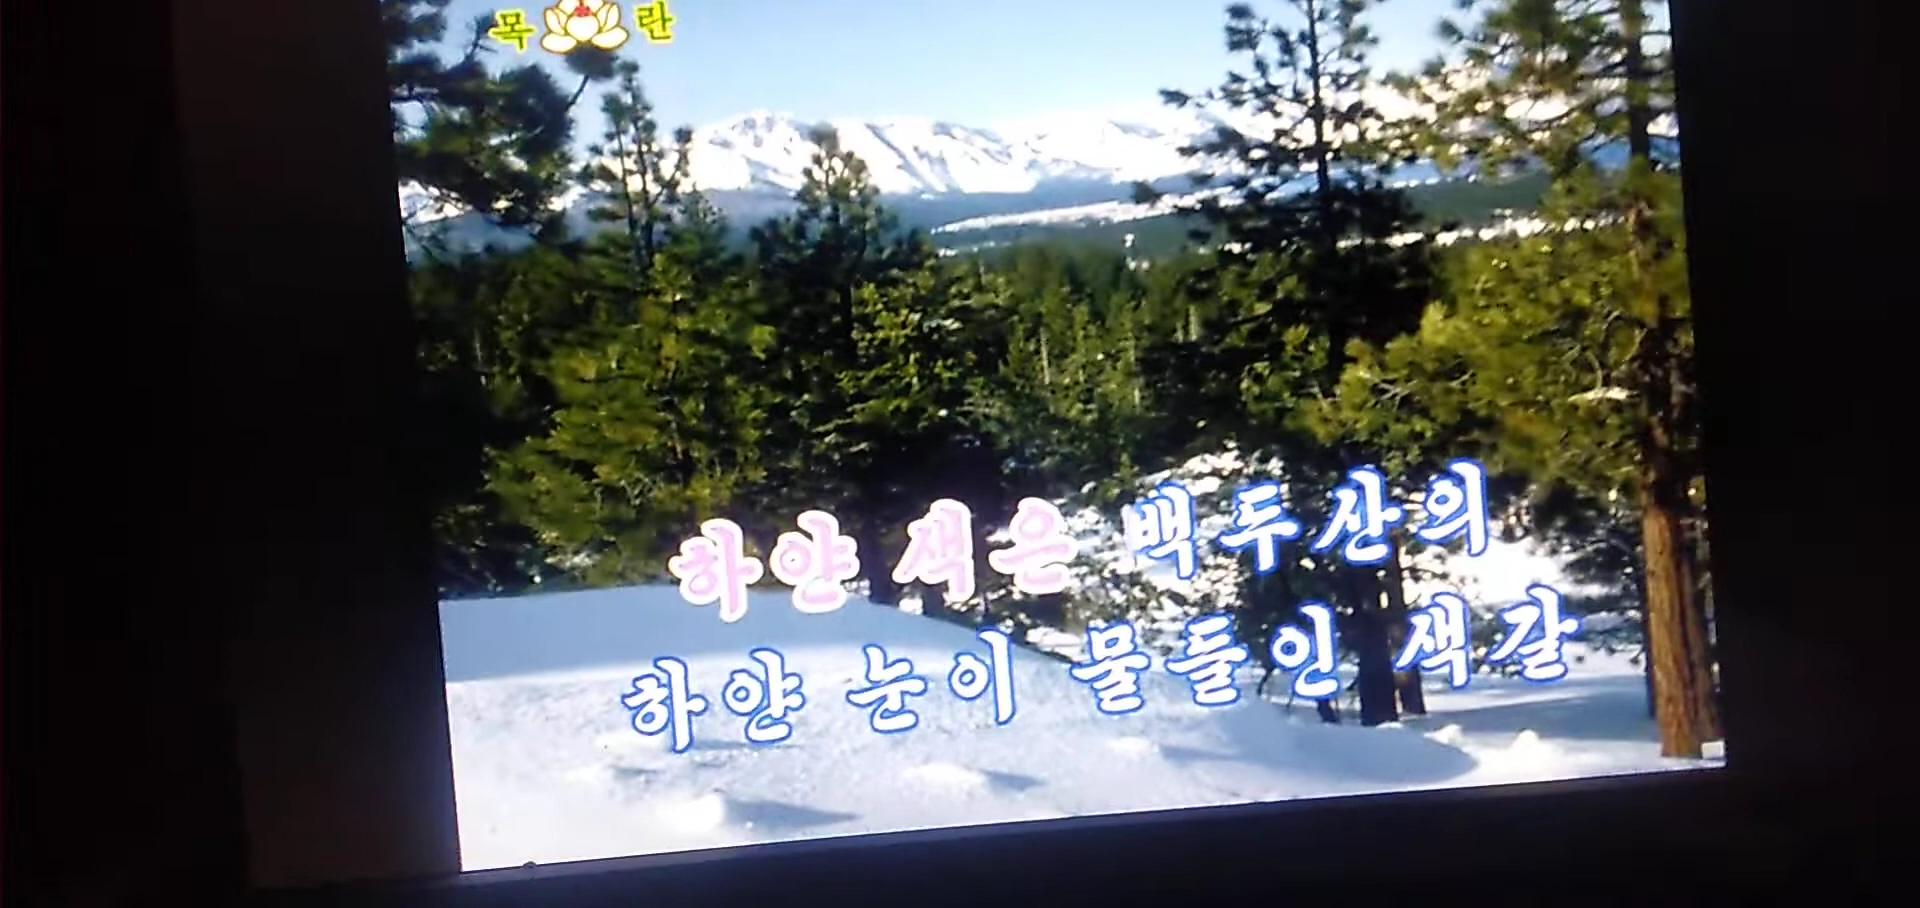 목란
하얀 색은 백두산의
하얀 눈이 물들인 색갈